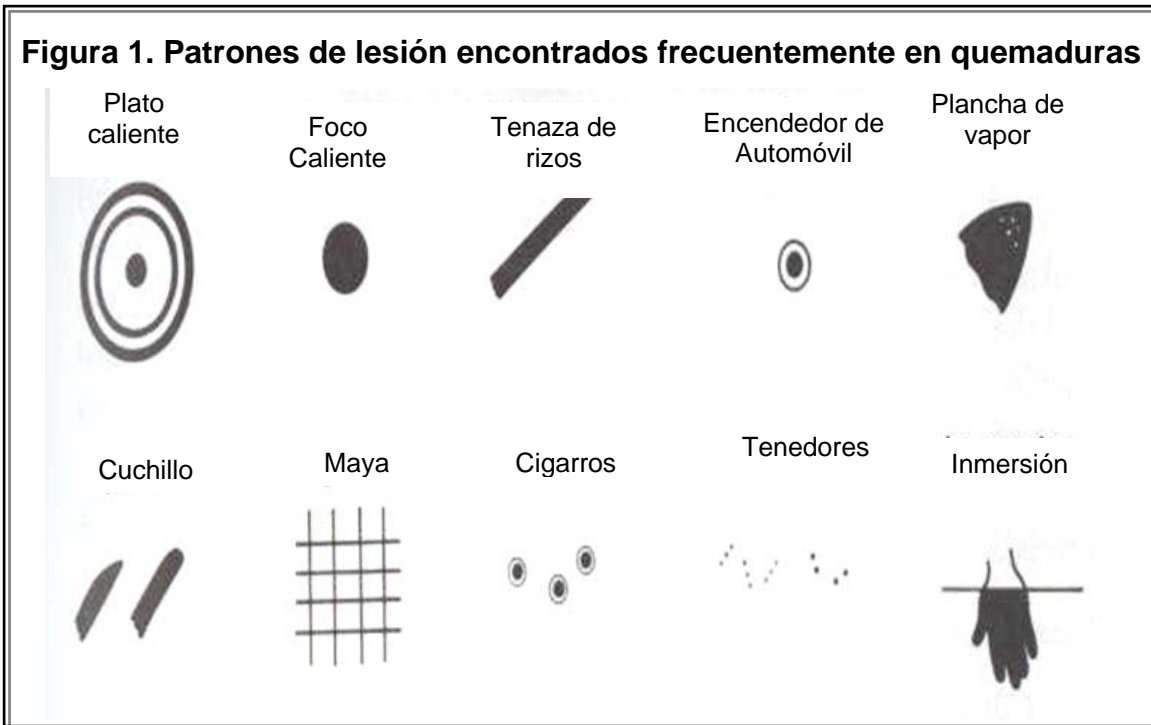 Figura 1. Patrones de lesión encontrados frecuentemente en quemaduras
Plato
caliente
Foco
Caliente
Tenaza de
rizos
Encendedor de
Automóvil
Plancha de
vapor
Cuchillo
Maya
Cigarros
Tenedores
Inmersión